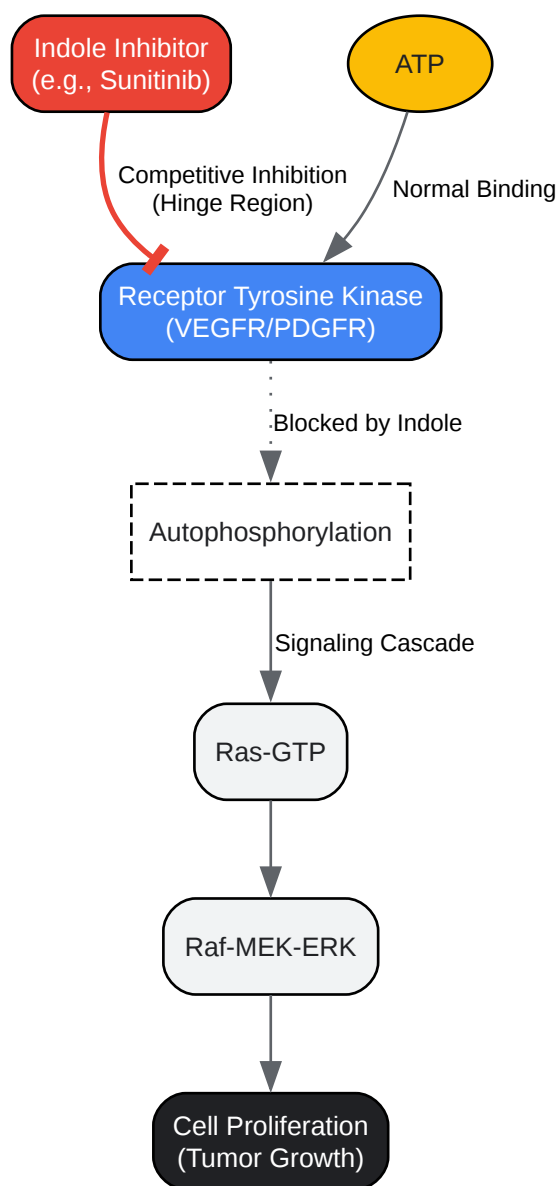 Indole Inhibitor
(e.g., Sunitinib)
ATP
Competitive Inhibition
(Hinge Region)
Normal Binding
Receptor Tyrosine Kinase
(VEGFR/PDGFR)
Blocked by Indole
Autophosphorylation
Signaling Cascade
Ras-GTP
Raf-MEK-ERK
Cell Proliferation
(Tumor Growth)